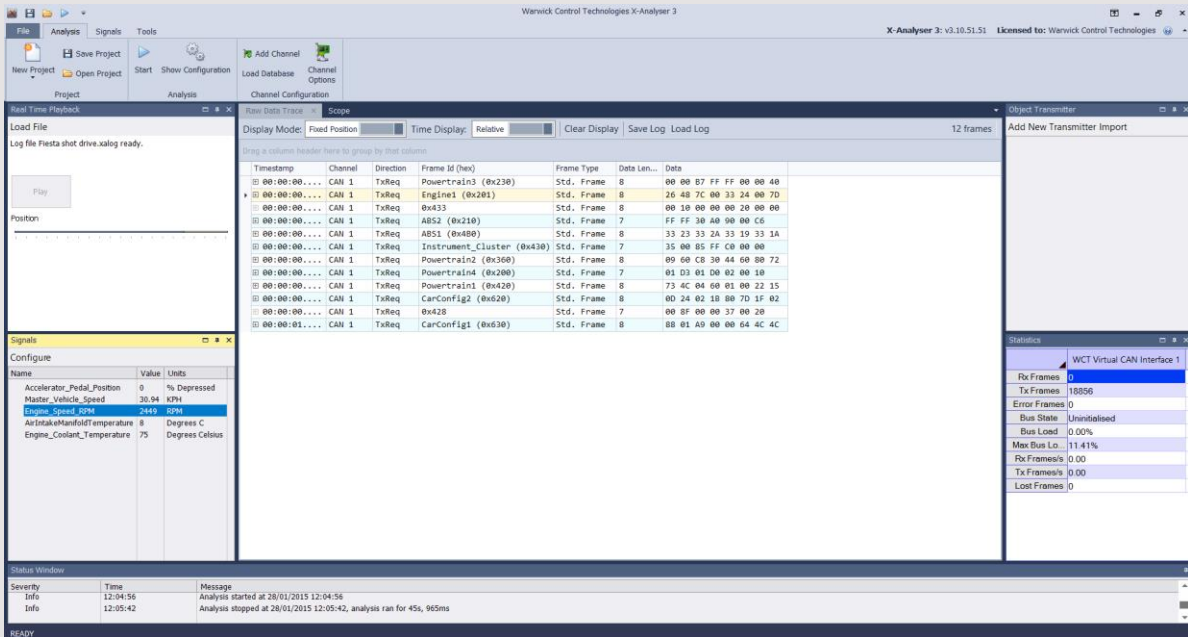 Warwick Control Technologies X-Analyser 3
File Analysis Signals Tools
X-Analyser 3: v3.10.51.51 Licensed to: Warwick Control Technologies
New Project Save Project Open Project
Start Show Configuration
Add Channel Load Database Channel Options
Project Analysis Channel Configuration
Real Time Playback
Load File
Log file Fiesta shot drive.xalog ready.
Play
Position
Raw Data Trace Scope
Display Mode: Fixed Position Time Display: Relative Clear Display Save Log Load Log 12 frames
Drag a column header here to group by that column
Timestamp Channel Direction Frame Id (hex) Frame Type Data Len... Data
00:00:00.... CAN 1 TxReq Powertrain3 (0x230) Std. Frame 8 00 00 B7 FF FF 00 00 40
00:00:00.... CAN 1 TxReq Engine1 (0x201) Std. Frame 8 26 48 7C 00 33 24 00 7D
00:00:00.... CAN 1 TxReq 0x433 Std. Frame 8 00 10 00 00 00 20 00 00
00:00:00.... CAN 1 TxReq ABS2 (0x210) Std. Frame 7 FF FF 30 A0 90 00 C6
00:00:00.... CAN 1 TxReq ABS1 (0x4B0) Std. Frame 8 33 23 33 2A 33 19 33 1A
00:00:00.... CAN 1 TxReq Instrument_Cluster (0x430) Std. Frame 7 35 00 85 FF C0 00 00
00:00:00.... CAN 1 TxReq Powertrain2 (0x360) Std. Frame 8 09 60 C8 30 44 60 80 72
00:00:00.... CAN 1 TxReq Powertrain4 (0x200) Std. Frame 7 01 D3 01 D0 02 00 10
00:00:00.... CAN 1 TxReq Powertrain1 (0x420) Std. Frame 8 73 4C 04 60 01 00 22 15
00:00:00.... CAN 1 TxReq CarConfig2 (0x620) Std. Frame 8 0D 24 02 18 80 7D 1F 02
00:00:00.... CAN 1 TxReq 0x428 Std. Frame 7 00 8F 00 00 37 00 20
00:00:01.... CAN 1 TxReq CarConfig1 (0x630) Std. Frame 8 88 01 A9 00 00 64 4C 4C
Object Transmitter
Add New Transmitter Import
Signals
Configure
Name Value Units
Accelerator_Pedal_Position 0 % Depressed
Master_Vehicle_Speed 30.94 KPH
Engine_Speed_RPM 2449 RPM
AirIntakeManifoldTemperature 8 Degrees C
Engine_Coolant_Temperature 75 Degrees Celsius
Statistics
WCT Virtual CAN Interface 1
Rx Frames 0
Tx Frames 18856
Error Frames 0
Bus State Uninitialised
Bus Load 0.00%
Max Bus Lo... 11.41%
Rx Frames/s 0.00
Tx Frames/s 0.00
Lost Frames 0
Status Window
Severity Time Message
Info 12:04:56 Analysis started at 28/01/2015 12:04:56
Info 12:05:42 Analysis stopped at 28/01/2015 12:05:42, analysis ran for 45s, 965ms
READY